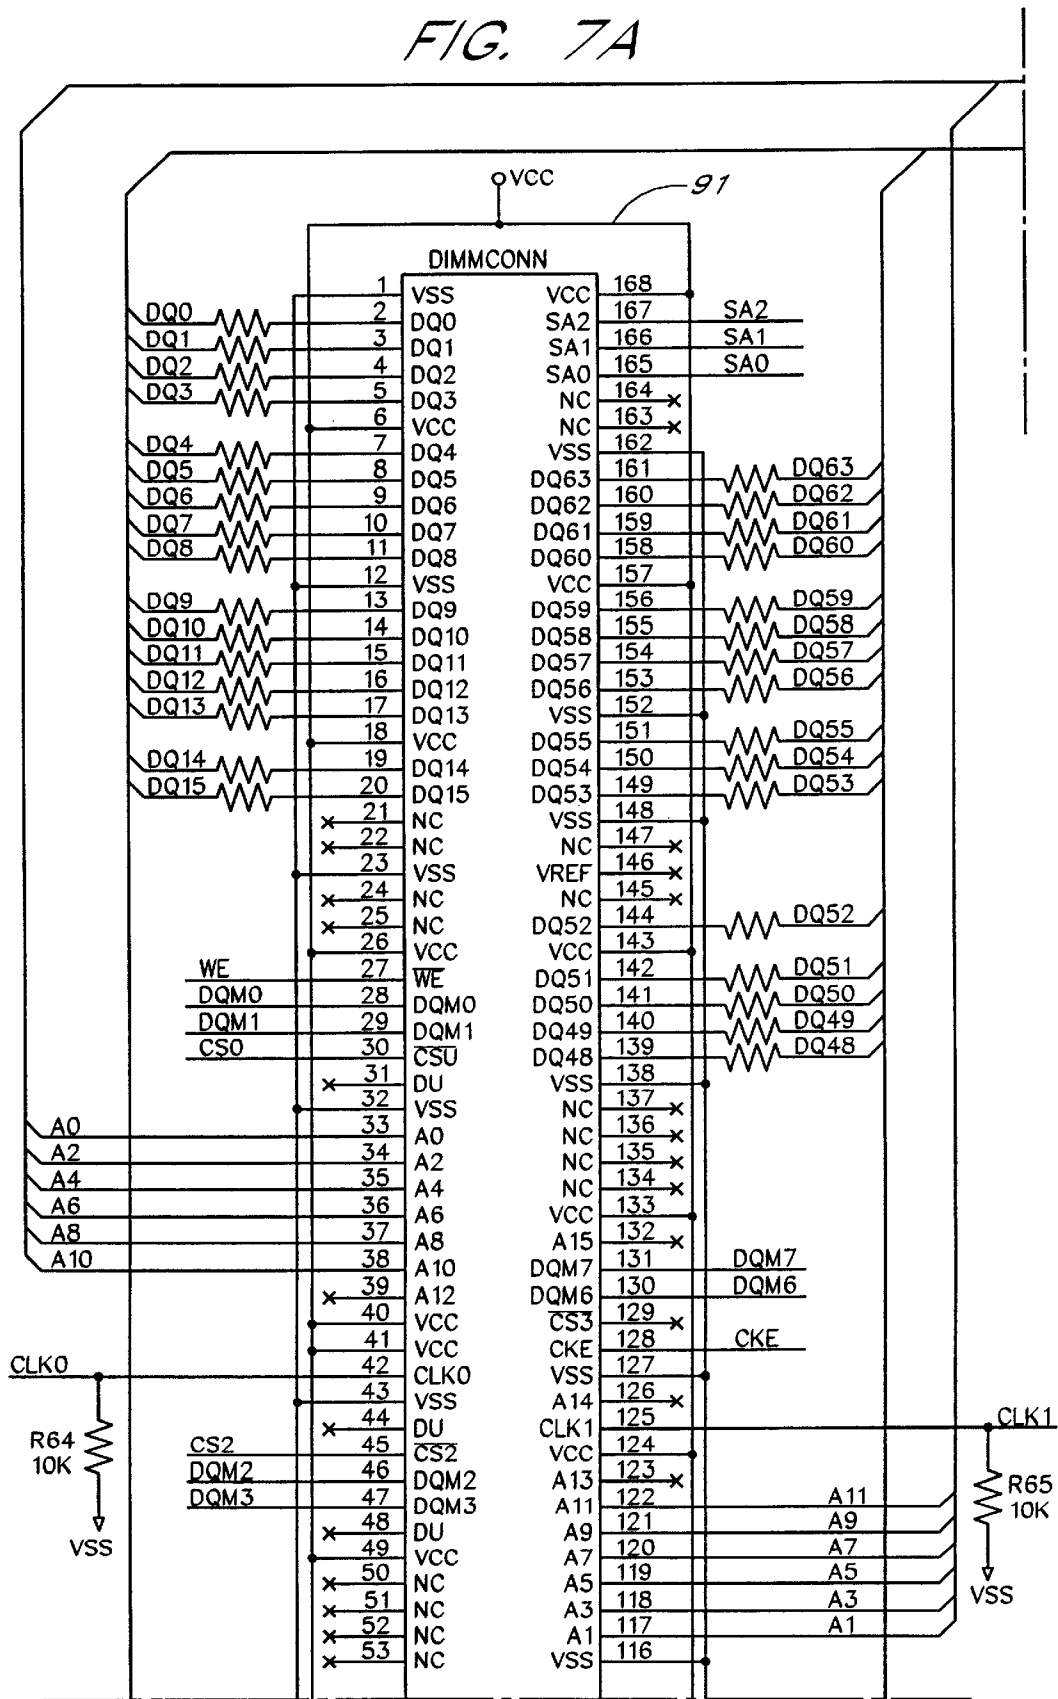 FIG. 7A
VCC
91
DIMMCONN
1 VSS VCC 168
DQ0 2 DQ0 SA2 167 SA2
DQ1 3 DQ1 SA1 166 SA1
DQ2 4 DQ2 SA0 165 SA0
DQ3 5 DQ3 NC 164
6 VCC NC 163
DQ4 7 DQ4 VSS 162
DQ5 8 DQ5 DQ63 161 DQ63
DQ6 9 DQ6 DQ62 160 DQ62
DQ7 10 DQ7 DQ61 159 DQ61
DQ8 11 DQ8 DQ60 158 DQ60
12 VSS VCC 157
DQ9 13 DQ9 DQ59 156 DQ59
DQ10 14 DQ10 DQ58 155 DQ58
DQ11 15 DQ11 DQ57 154 DQ57
DQ12 16 DQ12 DQ56 153 DQ56
DQ13 17 DQ13 VSS 152
18 VCC DQ55 151 DQ55
DQ14 19 DQ14 DQ54 150 DQ54
DQ15 20 DQ15 DQ53 149 DQ53
21 NC VSS 148
22 NC NC 147
23 VSS VREF 146
24 NC NC 145
25 NC DQ52 144 DQ52
26 VCC VCC 143
WE 27 WE DQ51 142 DQ51
DQM0 28 DQM0 DQ50 141 DQ50
DQM1 29 DQM1 DQ49 140 DQ49
CS0 30 CSU DQ48 139 DQ48
31 DU VSS 138
32 VSS NC 137
A0 33 A0 NC 136
A2 34 A2 NC 135
A4 35 A4 NC 134
A6 36 A6 VCC 133
A8 37 A8 A15 132
A10 38 A10 DQM7 131 DQM7
39 A12 DQM6 130 DQM6
40 VCC CS3 129
41 VCC CKE 128 CKE
CLK0 42 CLK0 VSS 127
43 VSS A14 126
44 DU CLK1 125 CLK1
R64 10K
CS2 45 CS2 VCC 124
DQM2 46 DQM2 A13 123
DQM3 47 DQM3 A11 122 A11
R65 10K
48 DU A9 121 A9
VSS
49 VCC A7 120 A7
50 NC A5 119 A5
VSS
51 NC A3 118 A3
52 NC A1 117 A1
53 NC VSS 116